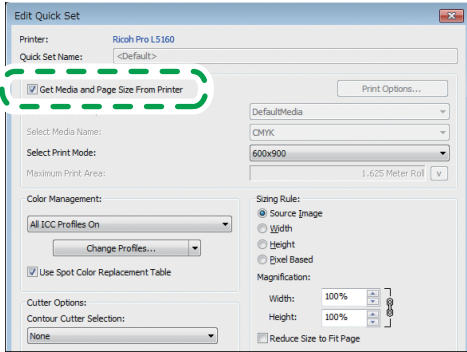 Edit Quick Set
Printer: Ricoh Pro L5160
Quick Set Name: <Default>
Get Media and Page Size From Printer
Print Options...
DefaultMedia
Select Media Name: CMYK
Select Print Mode: 600x900
Maximum Print Area: 1.625 Meter Roll v
Color Management:
All ICC Profiles On
Change Profiles...
Use Spot Color Replacement Table
Cutter Options:
Contour Cutter Selection:
None
Sizing Rule:
Source Image
Width
Height
Pixel Based
Magnification:
Width: 100%
Height: 100%
Reduce Size to Fit Page